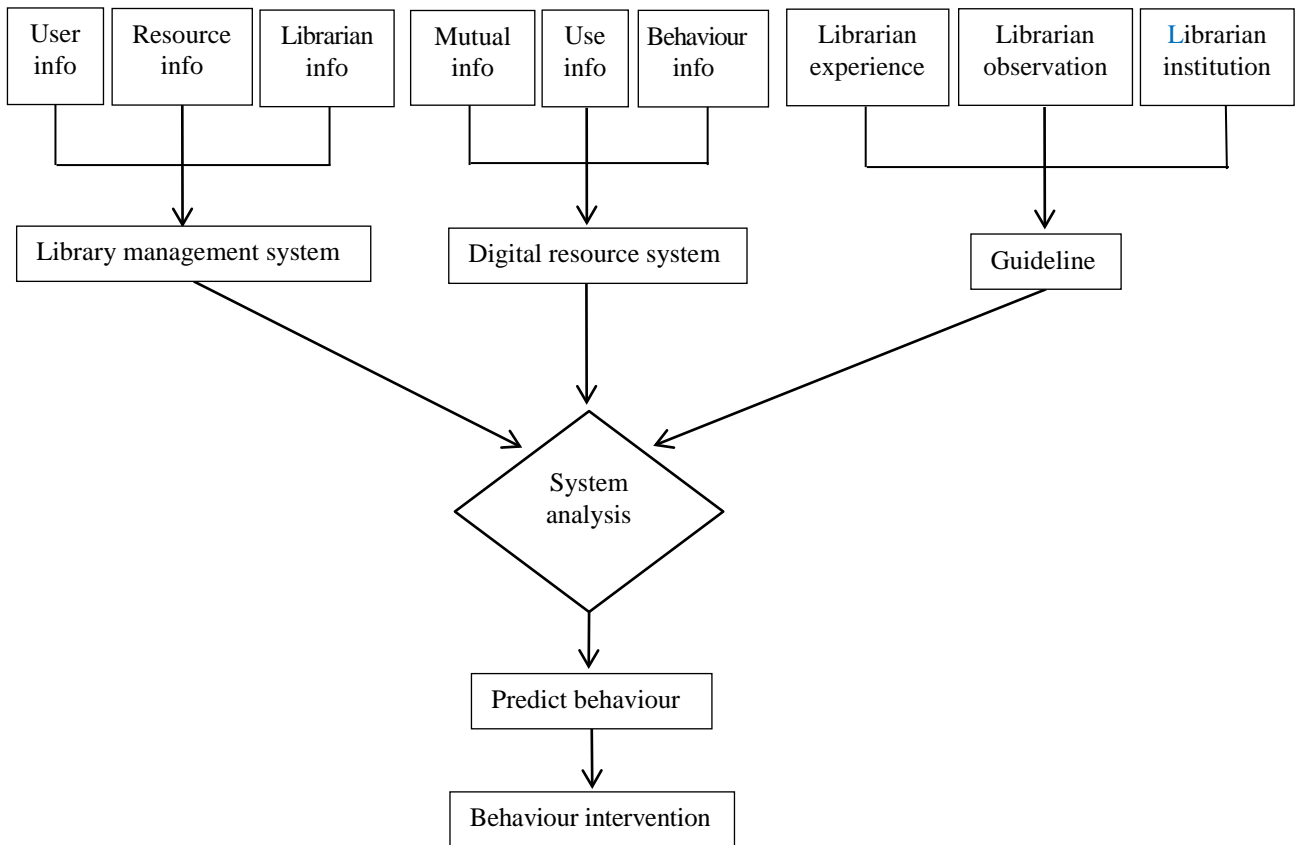 User
info
Resource
info
Librarian
info
Mutual
info
Use
info
Behaviour
info
Librarian
experience
Librarian
observation
Librarian
institution
Library management system
Digital resource system
Guideline
System
analysis
Predict behaviour
Behaviour intervention